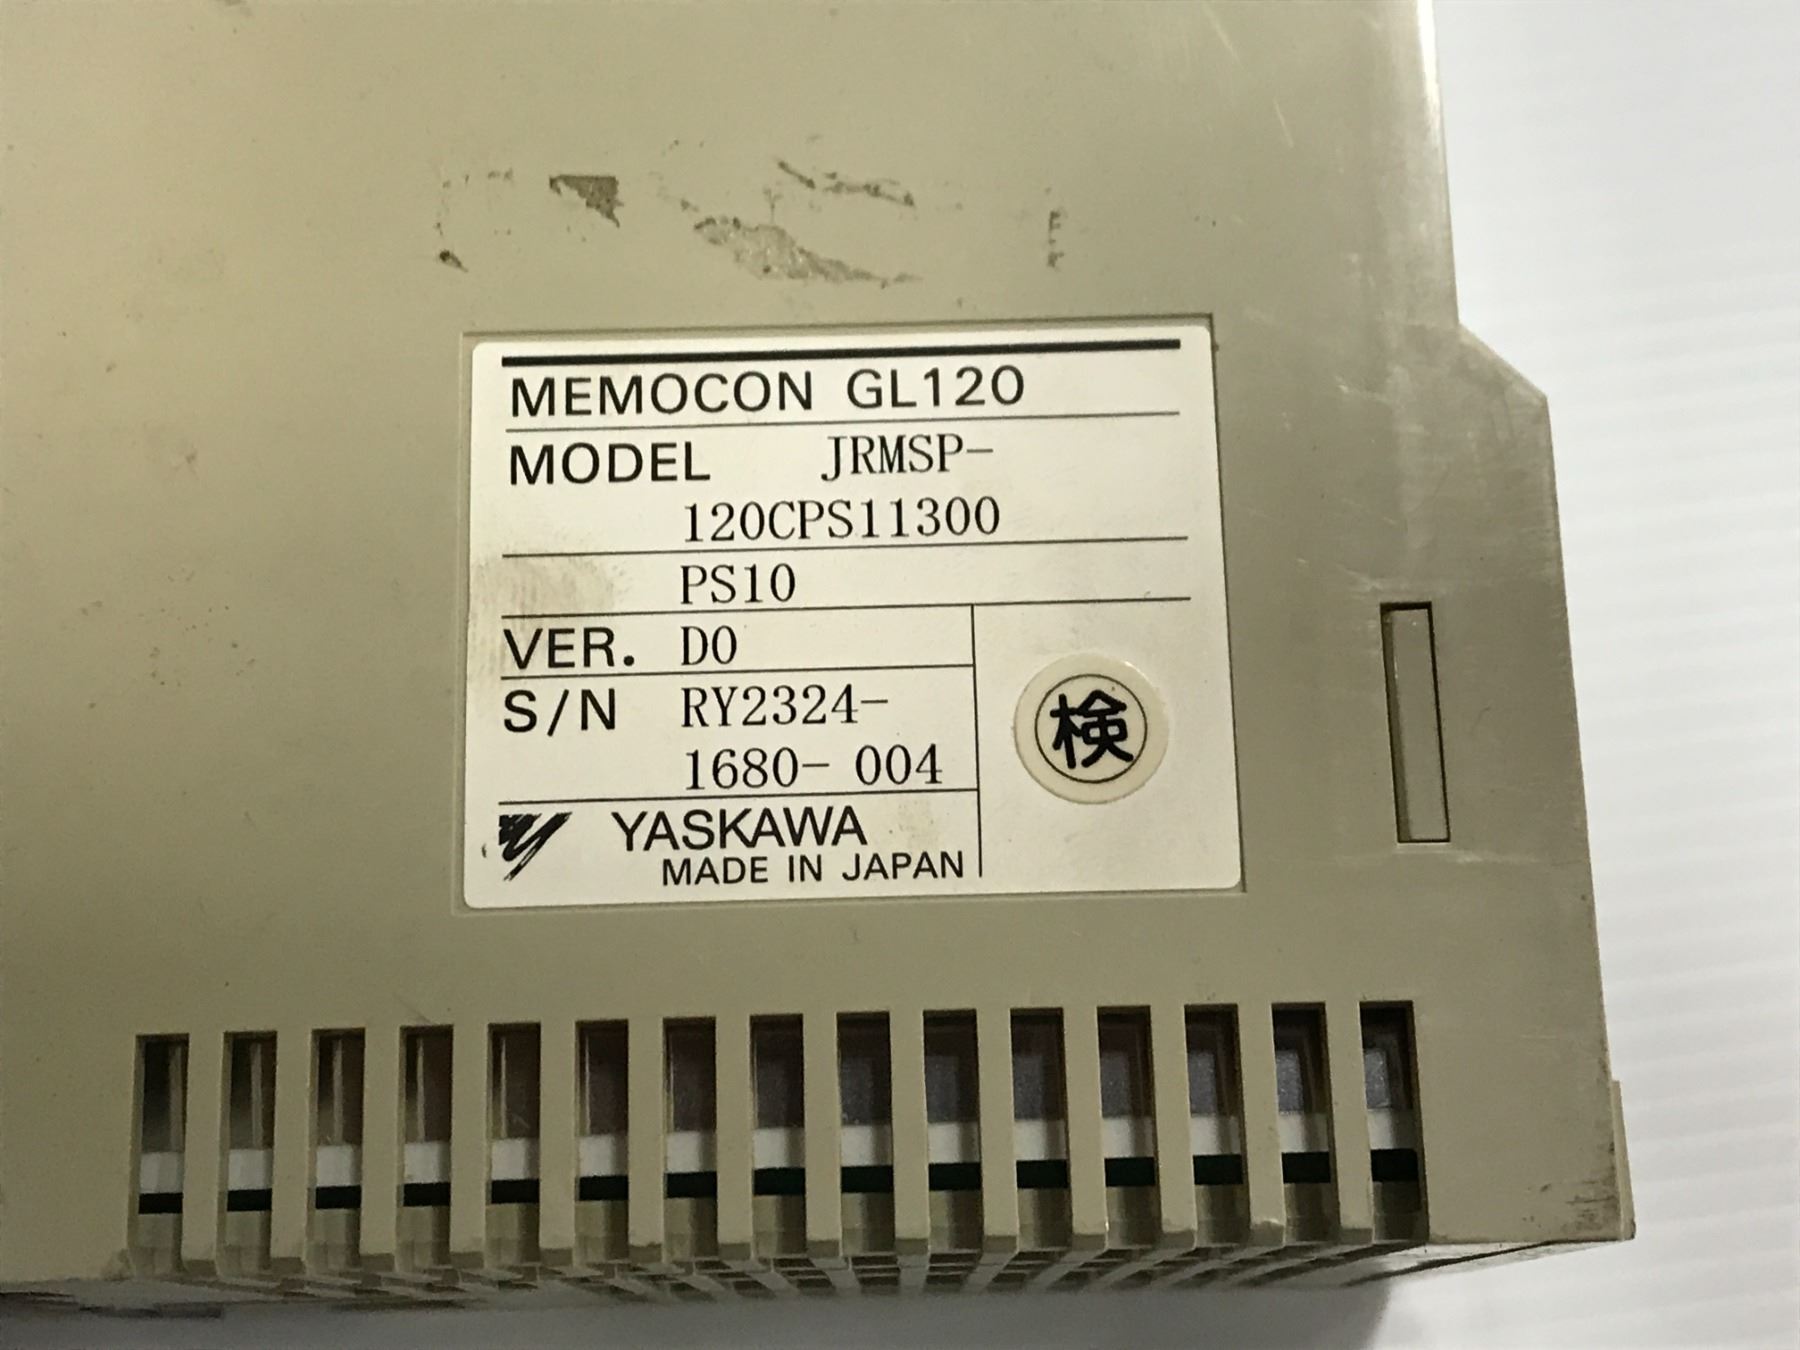 MEMOCON GL120
MODEL JRMSP-
120CPS11300
PS10
VER. D0
S/N RY2324-
1680- 004
検
YASKAWA
MADE IN JAPAN